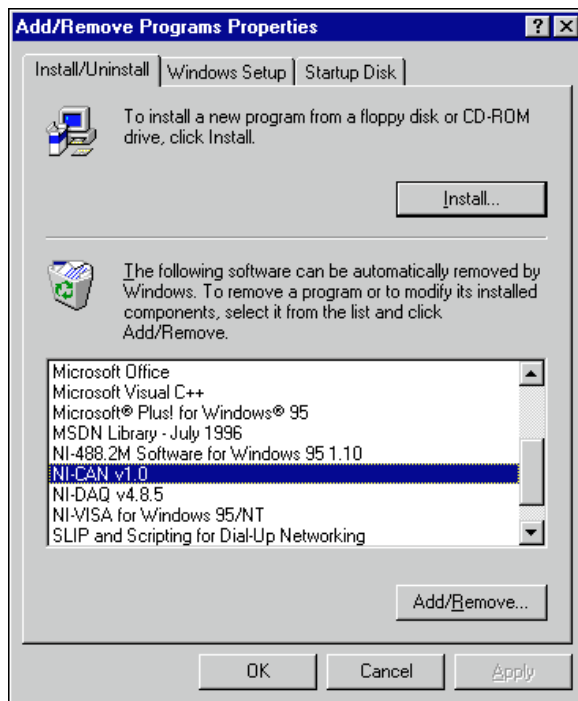 Add/Remove Programs Properties
Install/Uninstall
Windows Setup
Startup Disk
To install a new program from a floppy disk or CD-ROM
drive, click Install.
Install...
The following software can be automatically removed by
Windows. To remove a program or to modify its installed
components, select it from the list and click
Add/Remove.
Microsoft Office
Microsoft Visual C++
Microsoft® Plus! for Windows® 95
MSDN Library - July 1996
NI-488.2M Software for Windows 95 1.10
NI-CAN v1.0
NI-DAQ v4.8.5
NI-VISA for Windows 95/NT
SLIP and Scripting for Dial-Up Networking
Add/Remove...
OK
Cancel
Apply